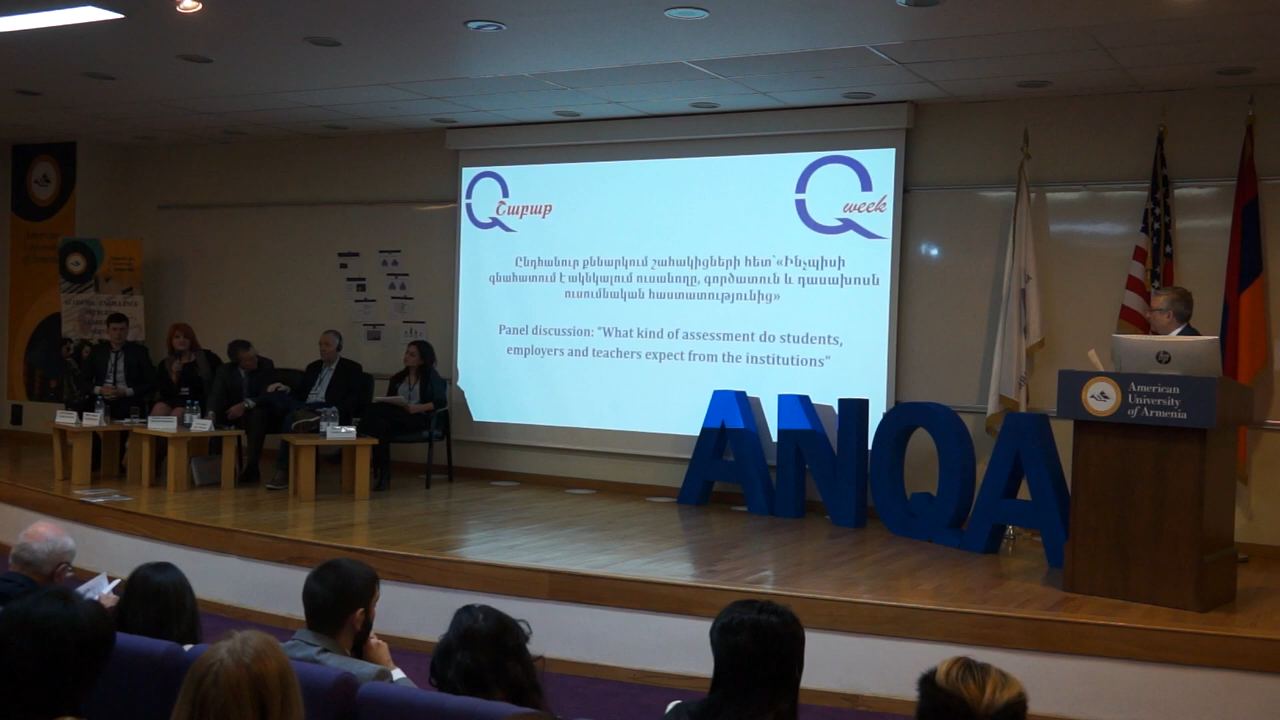 Q Շաբաթ
Q week
Ընդհանուր քննարկում շահակիցների հետ՝ «Ինչպիսի
գնահատում է ակնկալում ուսանողը, գործատուն և դասախոսն
ուսումնական հաստատությունից»
Panel discussion: "What kind of assessment do students,
employers and teachers expect from the institutions"
ANQA
American
University
of Armenia
hp